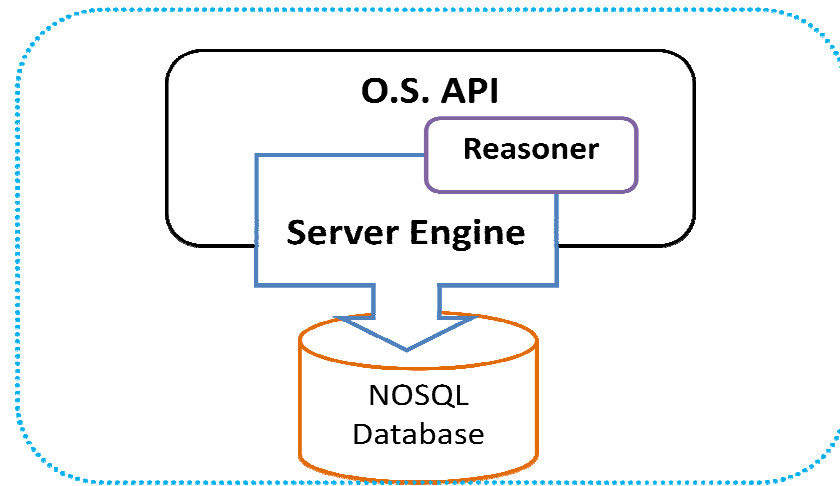 O.S. API
Reasoner
Server Engine
NOSQL
Database